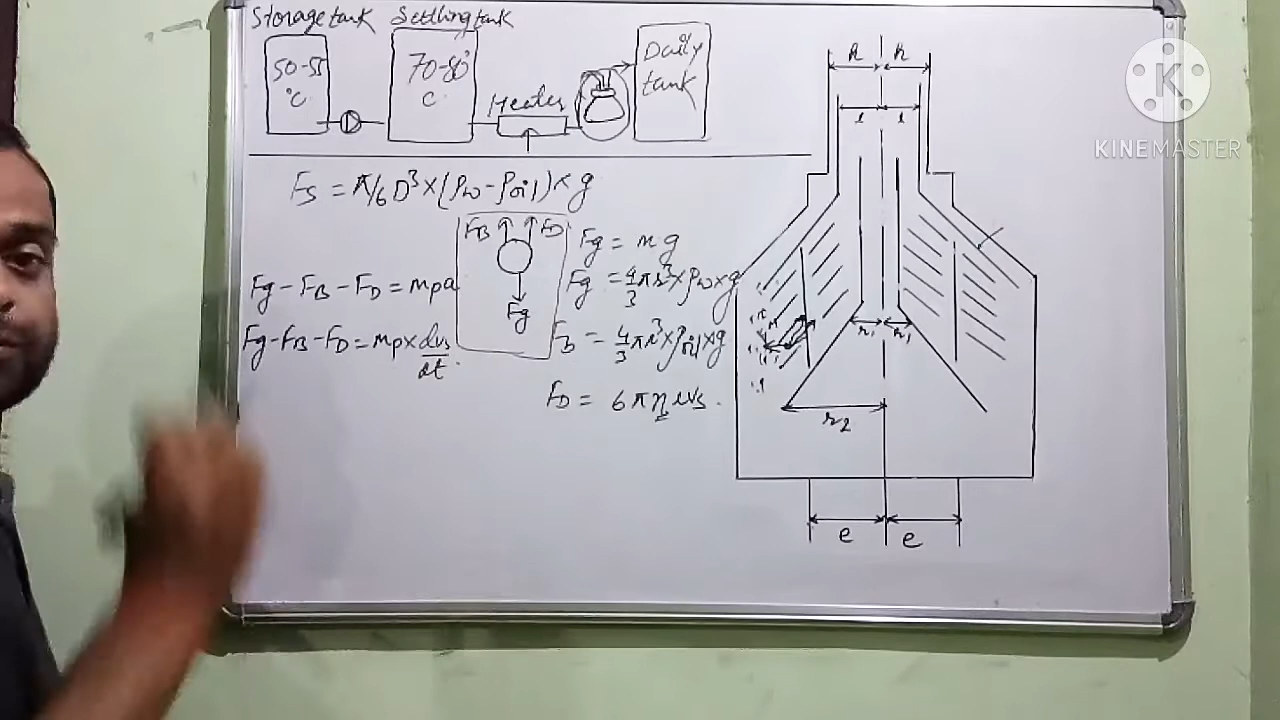 Storage tank Settling tank
50-55 °C
70-80° C
Heater
Daily tank
Fs = π/6 D³ × (ρw - ρoil) × g
FB FD
Fg
Fg - FB - FD = mpa
Fg - FB - FD = mp × dvs/dt
Fg = mg
Fg = 4/3 πr³ × ρw × g
FB = 4/3 πr³ × ρoil × g
FD = 6πηrvs.
h h
l l
r1 r1
r2
e e
K
KINEMASTER